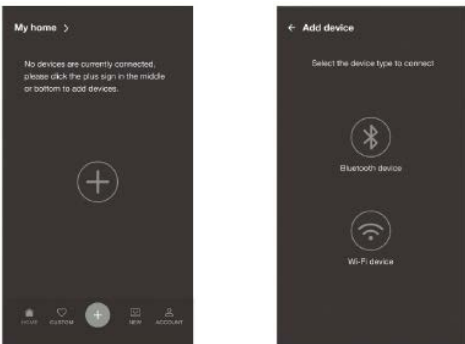 My home >
No devices are currently connected,
please click the plus sign in the middle
or bottom to add devices.
HOME
CUSTOM
NEW
ACCOUNT
← Add device
Select the device type to connect
Bluetooth device
Wi-Fi device